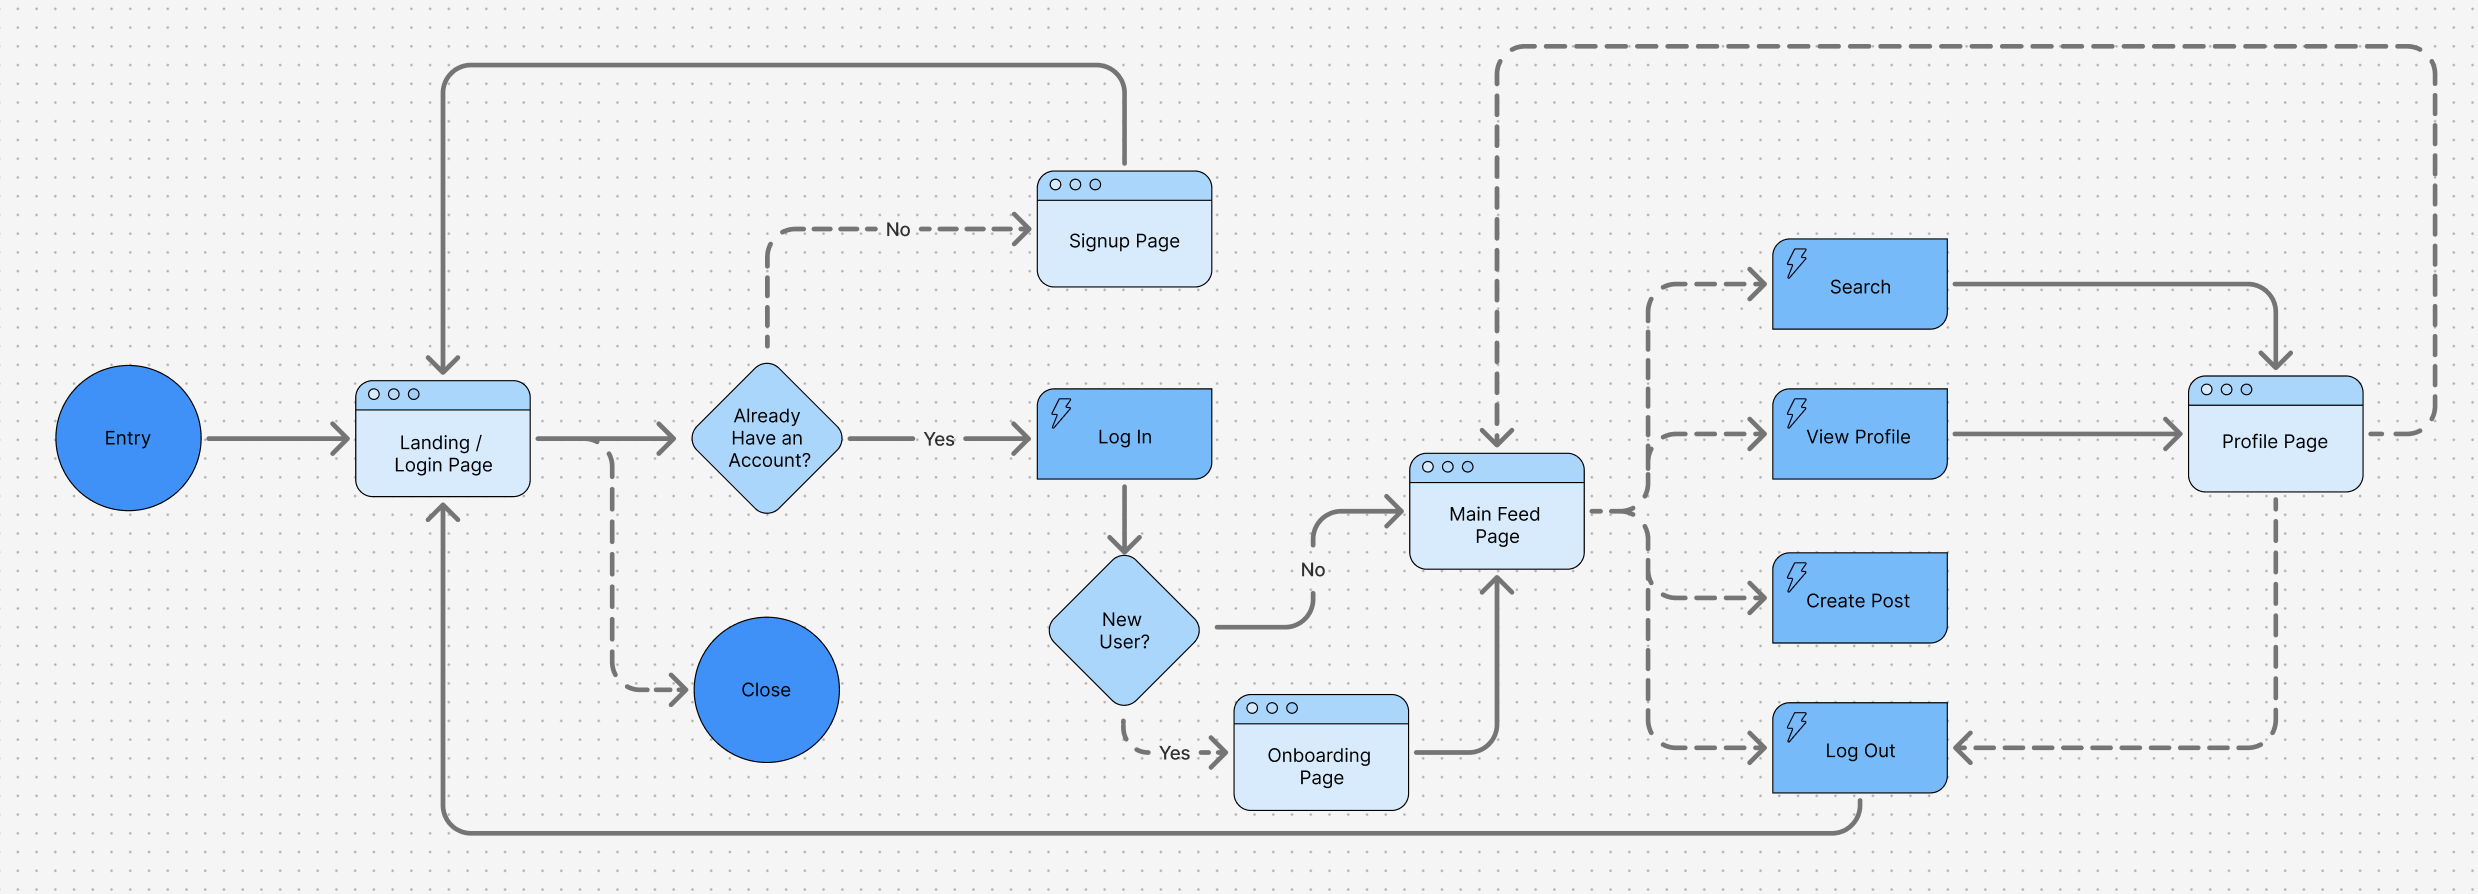 Entry
Landing /
Login Page
Already
Have an
Account?
No
Signup Page
Yes
Log In
Close
New
User?
No
Yes
Onboarding
Page
Main Feed
Page
Search
View Profile
Create Post
Log Out
Profile Page